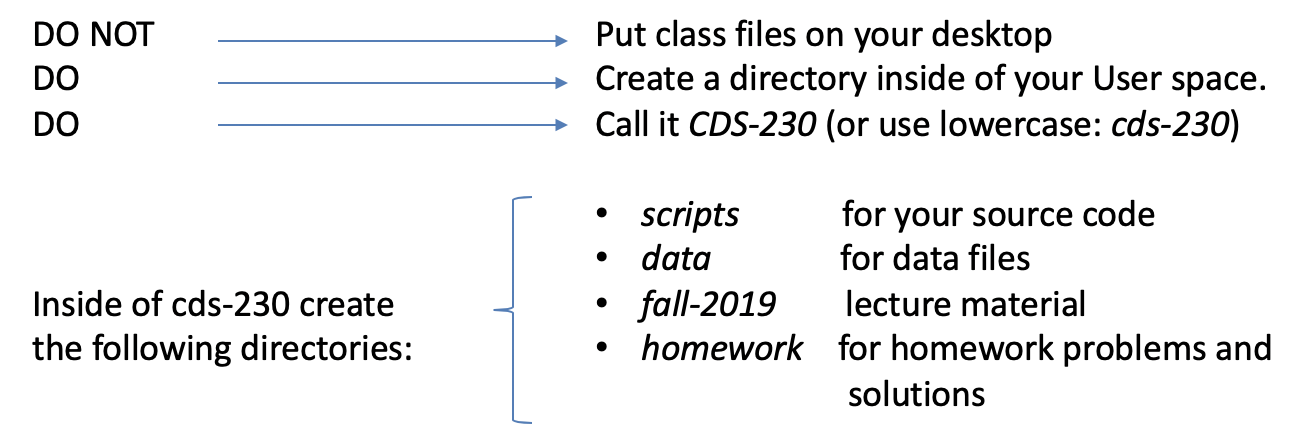 DO NOT Put class files on your desktop
DO Create a directory inside of your User space.
DO Call it CDS-230 (or use lowercase: cds-230)
• scripts for your source code
• data for data files
Inside of cds-230 create • fall-2019 lecture material
the following directories: • homework for homework problems and
solutions